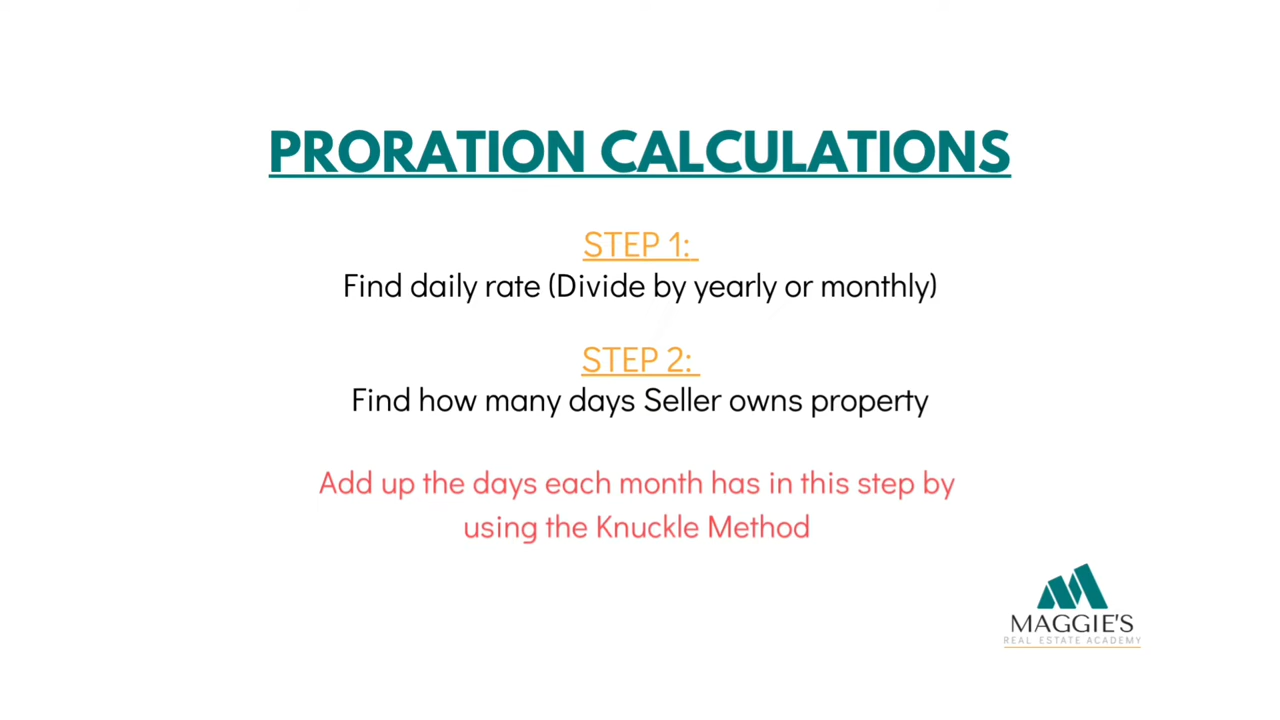 PRORATION CALCULATIONS
STEP 1:
Find daily rate (Divide by yearly or monthly)
STEP 2:
Find how many days Seller owns property
Add up the days each month has in this step by
using the Knuckle Method
MAGGIE'S
REAL ESTATE ACADEMY